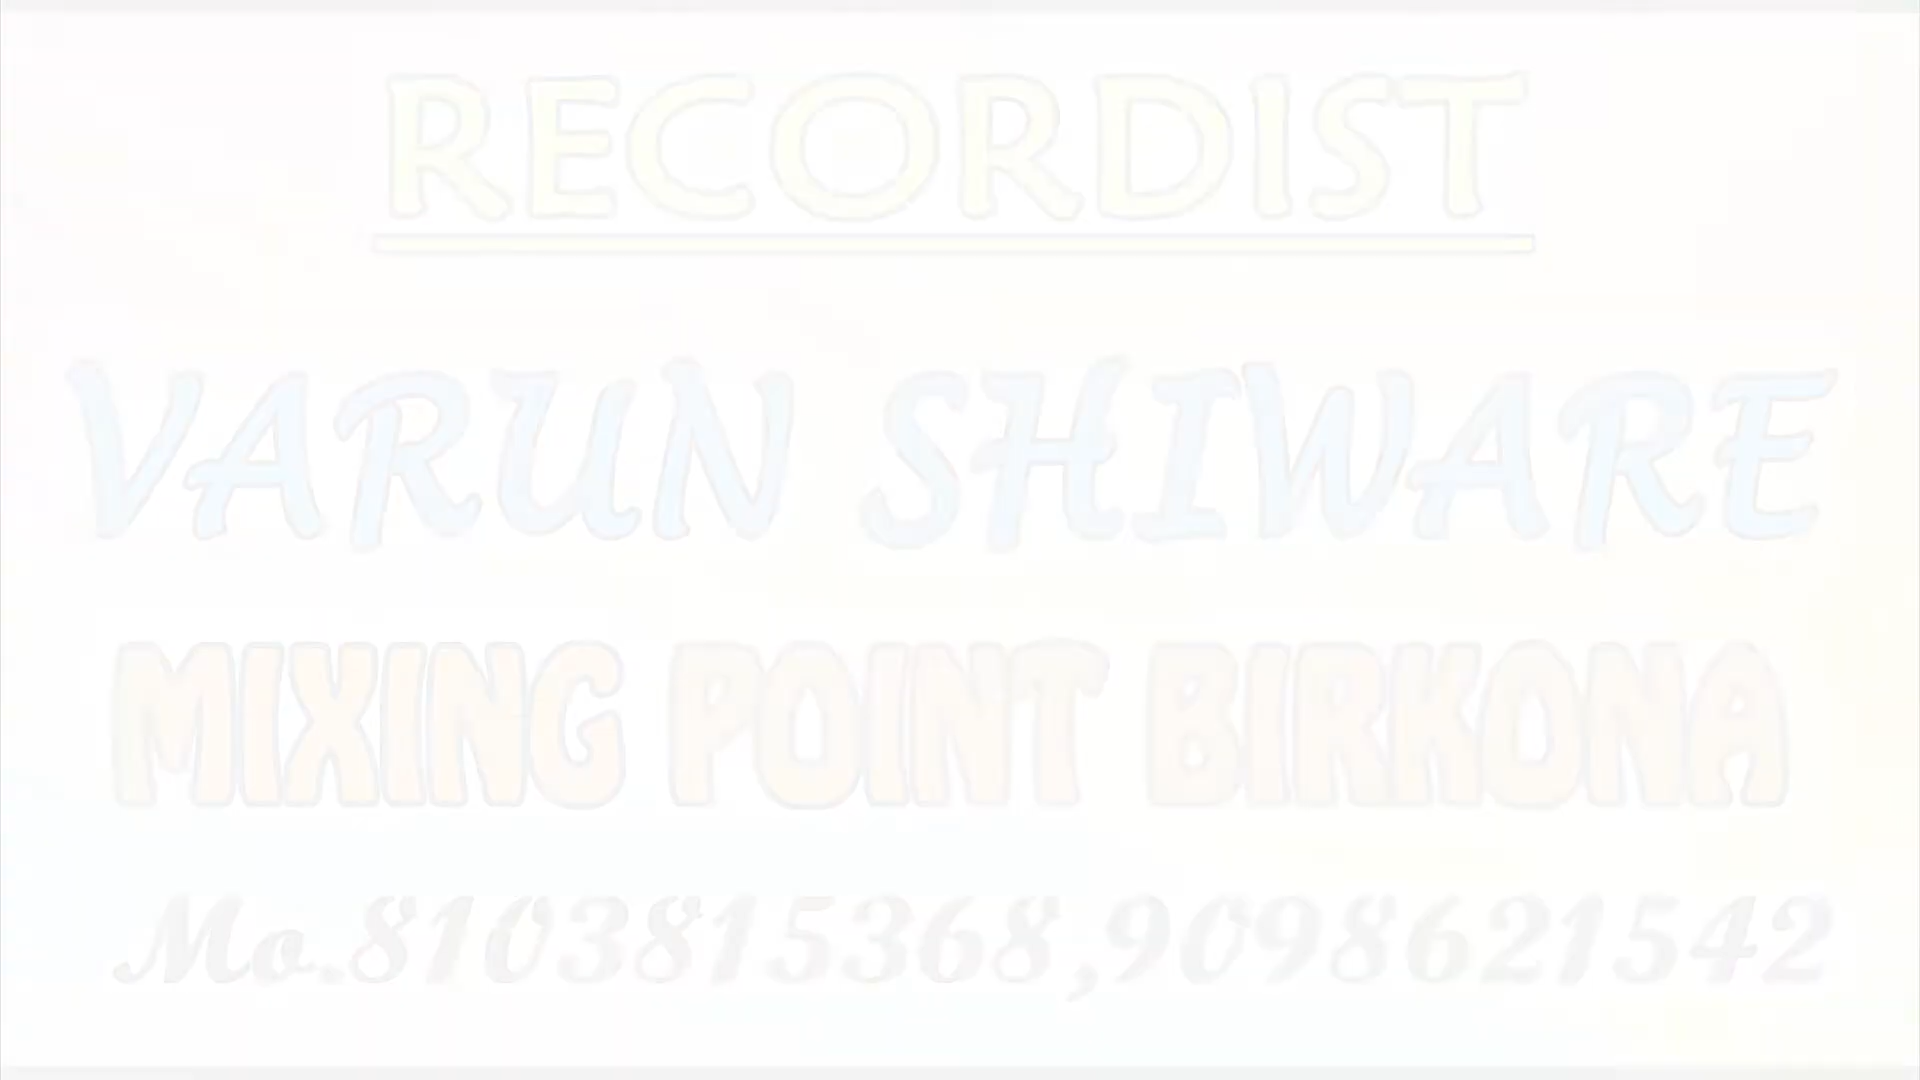 RECORDIST
VARUN SHIWARE
MIXING POINT BIRKONA
Mo.8103815368,9098621542